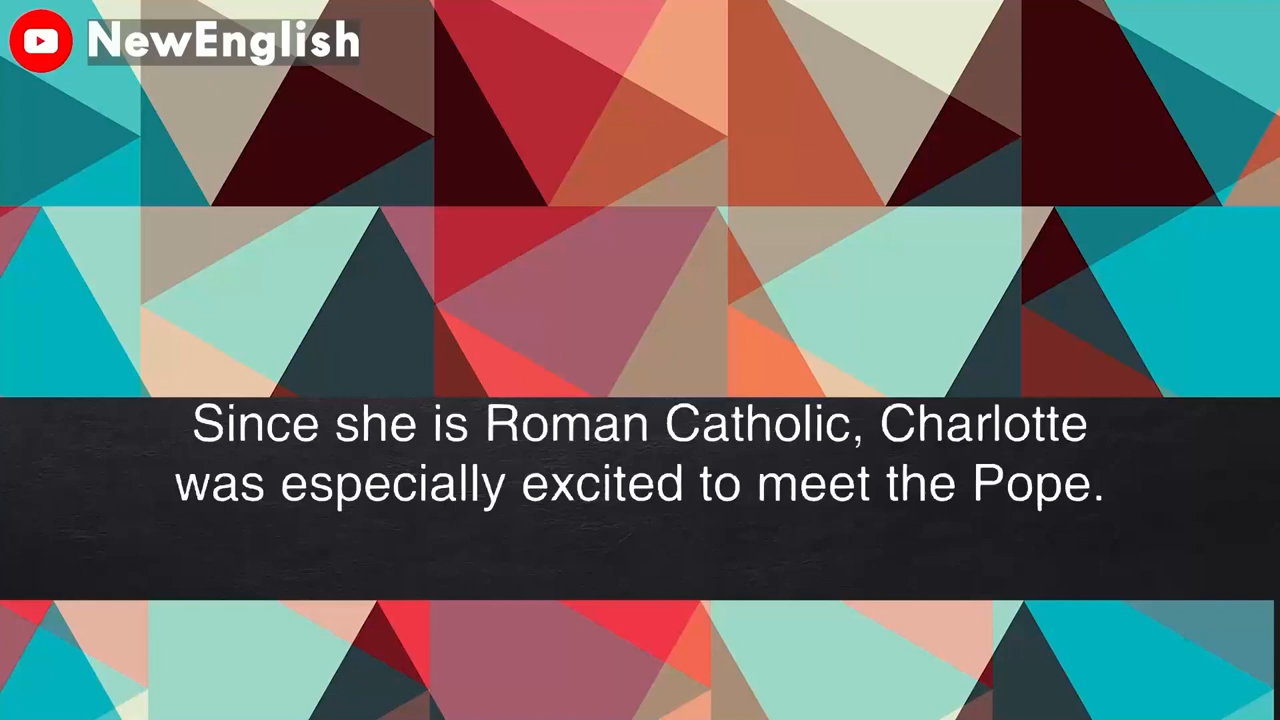 NewEnglish
Since she is Roman Catholic, Charlotte
was especially excited to meet the Pope.